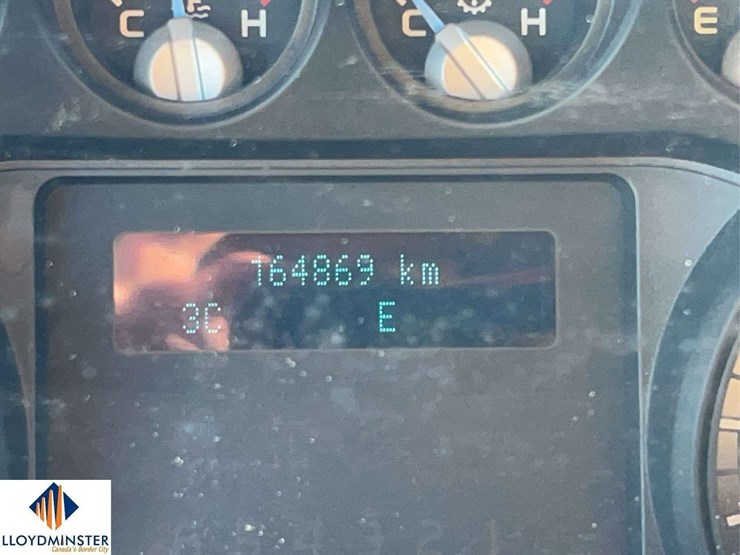 C H C H E
164869 km
3C E
LLOYDMINSTER
Canada's Border City